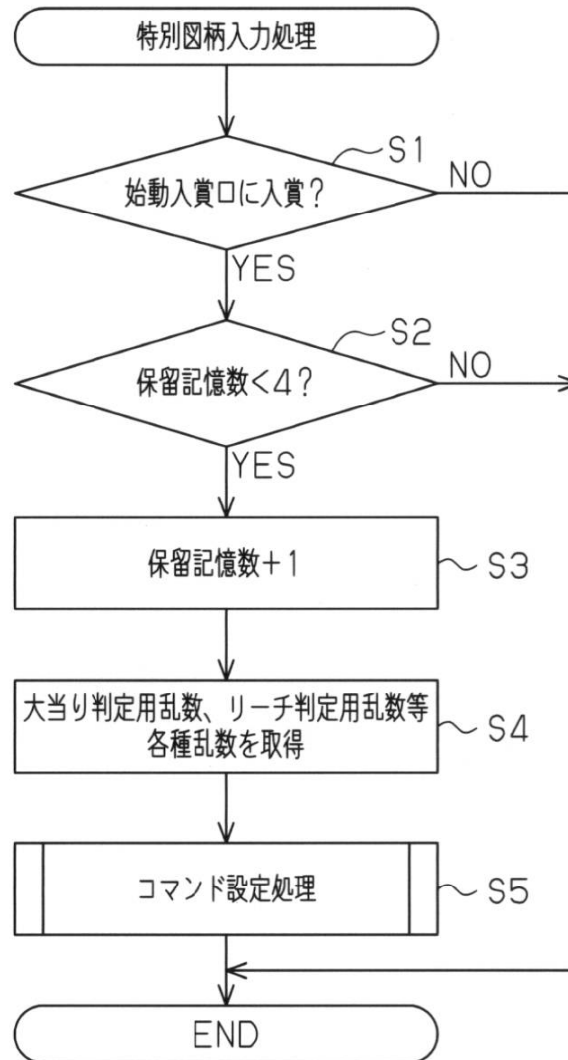 特別図柄入力処理
S1
始動入賞口に入賞？
NO
YES
S2
保留記憶数<4？
NO
YES
保留記憶数+1
S3
大当り判定用乱数、リーチ判定用乱数等
各種乱数を取得
S4
コマンド設定処理
S5
END